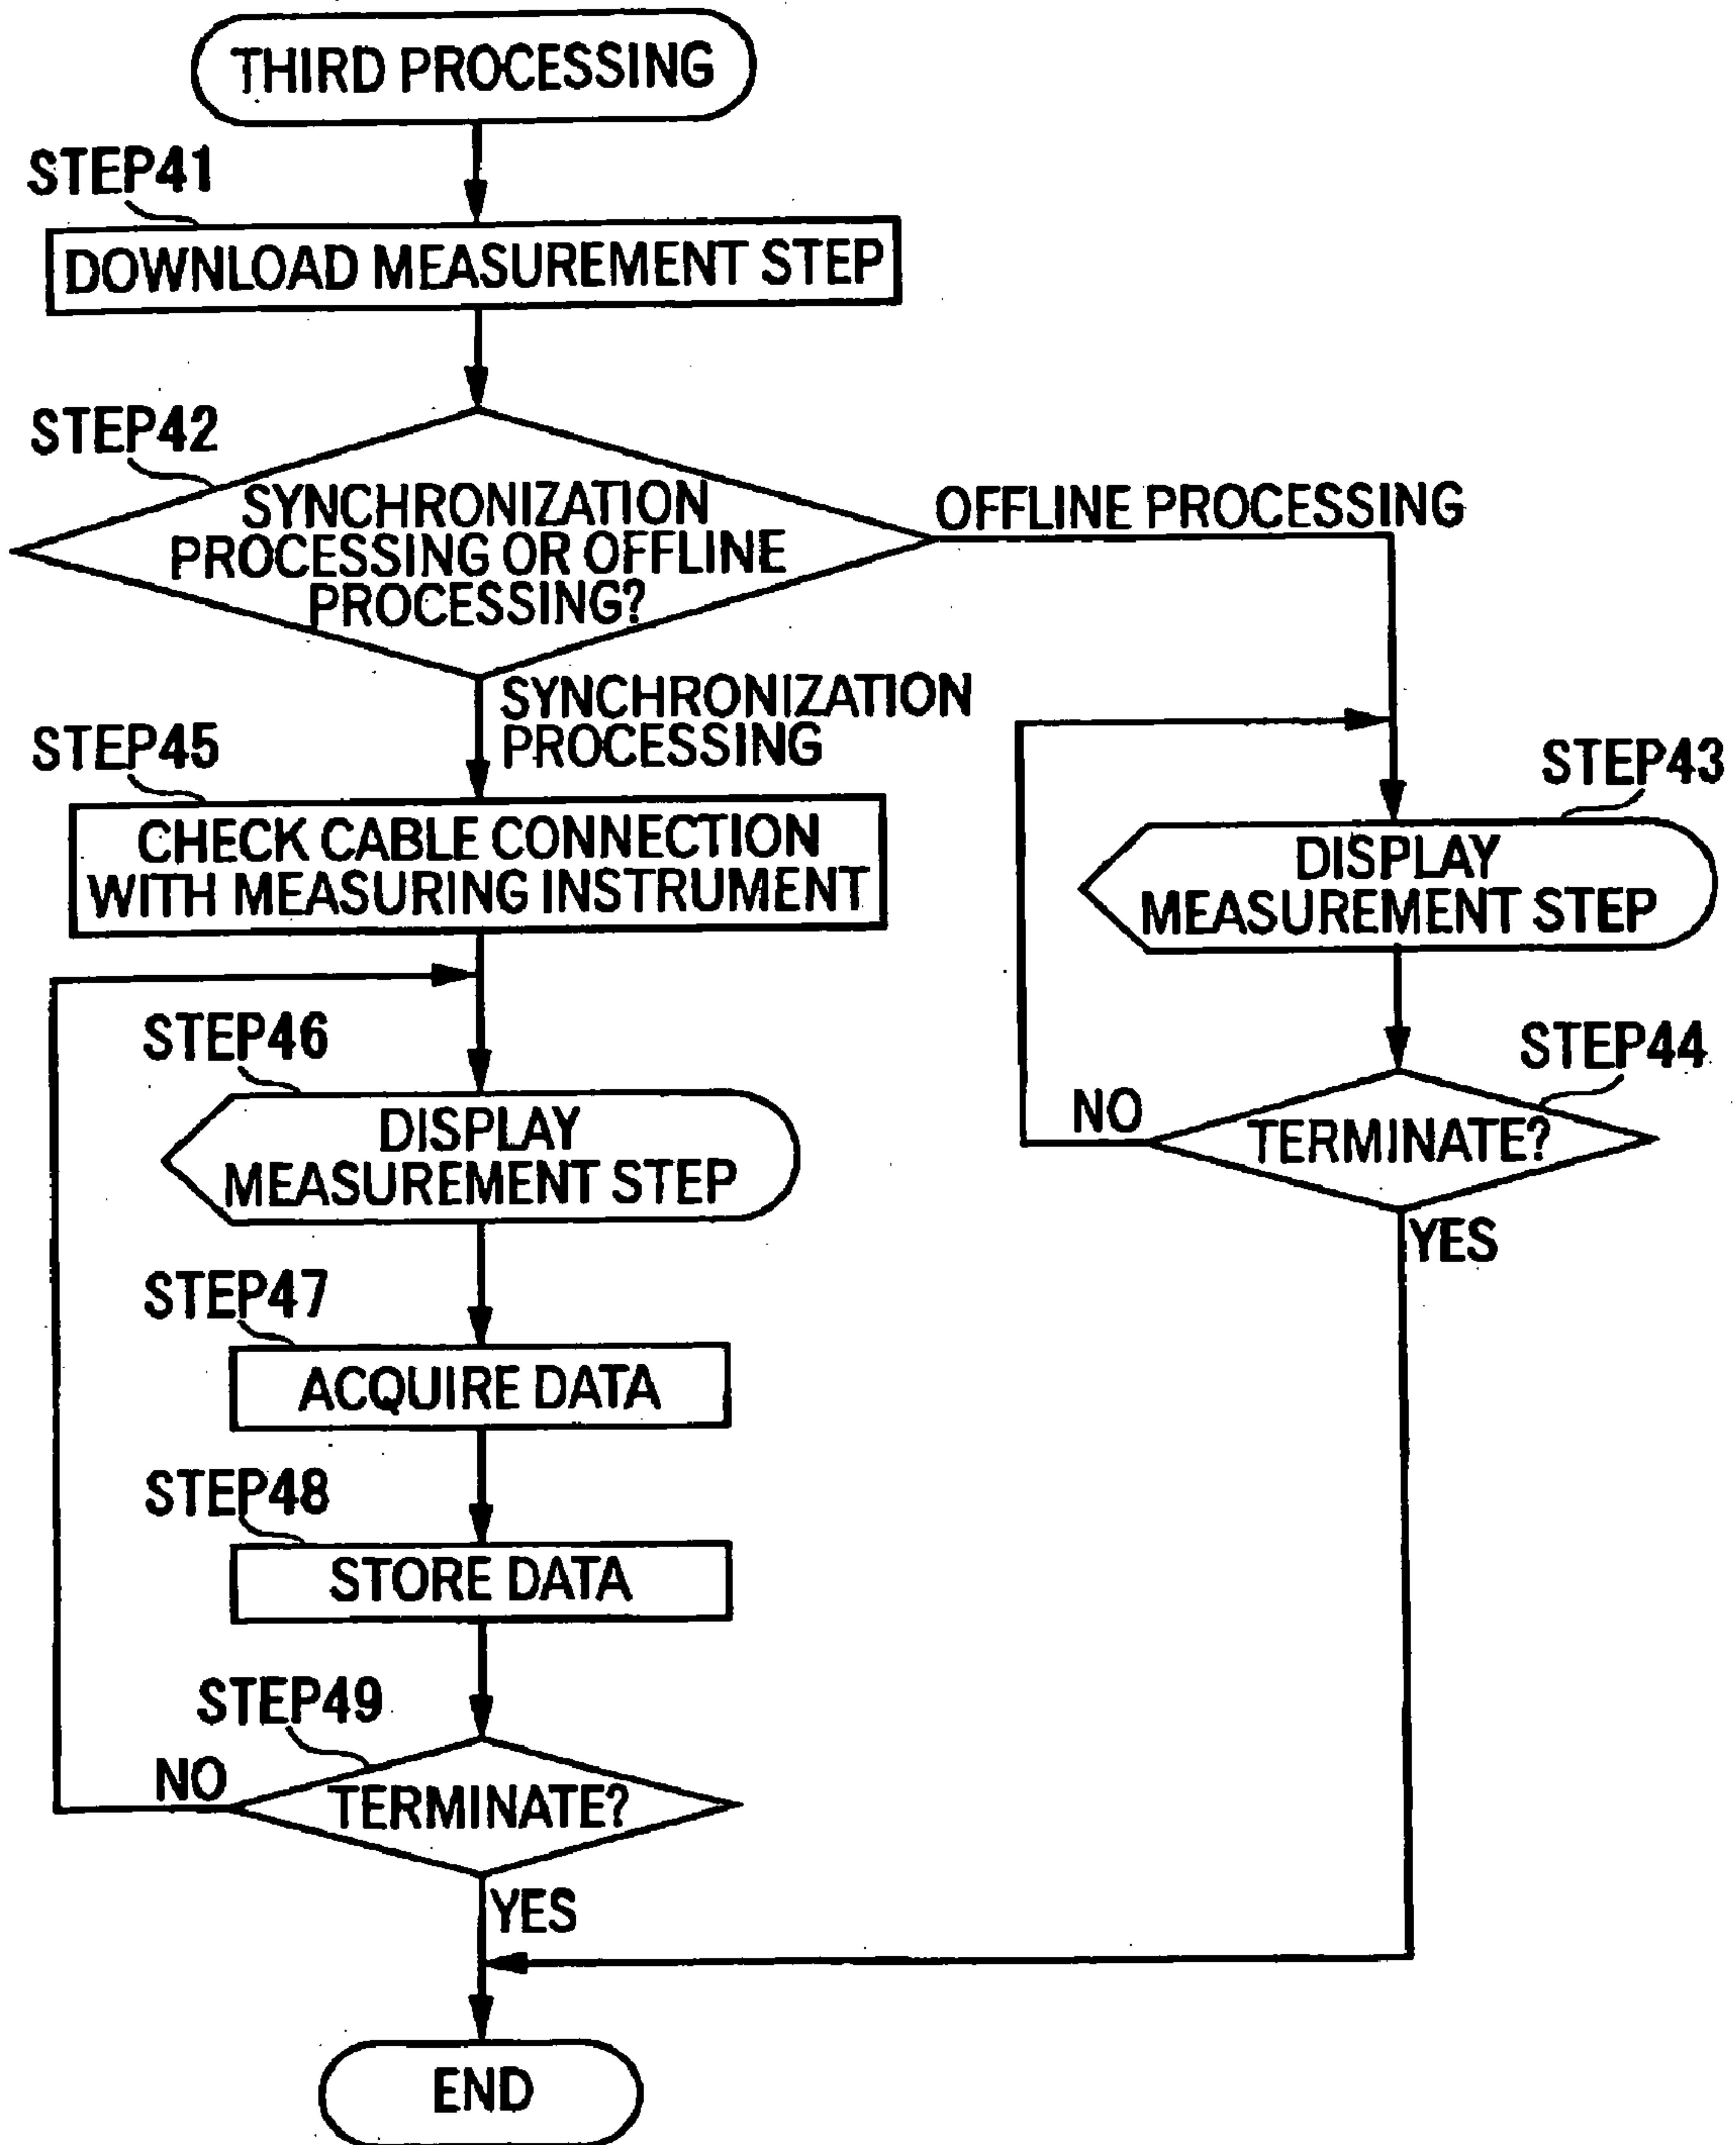 THIRD PROCESSING
STEP41
DOWNLOAD MEASUREMENT STEP
STEP42
SYNCHRONIZATION
PROCESSING OR OFFLINE
PROCESSING?
OFFLINE PROCESSING
SYNCHRONIZATION
PROCESSING
STEP45
CHECK CABLE CONNECTION
WITH MEASURING INSTRUMENT
STEP43
DISPLAY
MEASUREMENT STEP
STEP44
NO
TERMINATE?
YES
STEP46
DISPLAY
MEASUREMENT STEP
STEP47
ACQUIRE DATA
STEP48
STORE DATA
STEP49
NO
TERMINATE?
YES
END